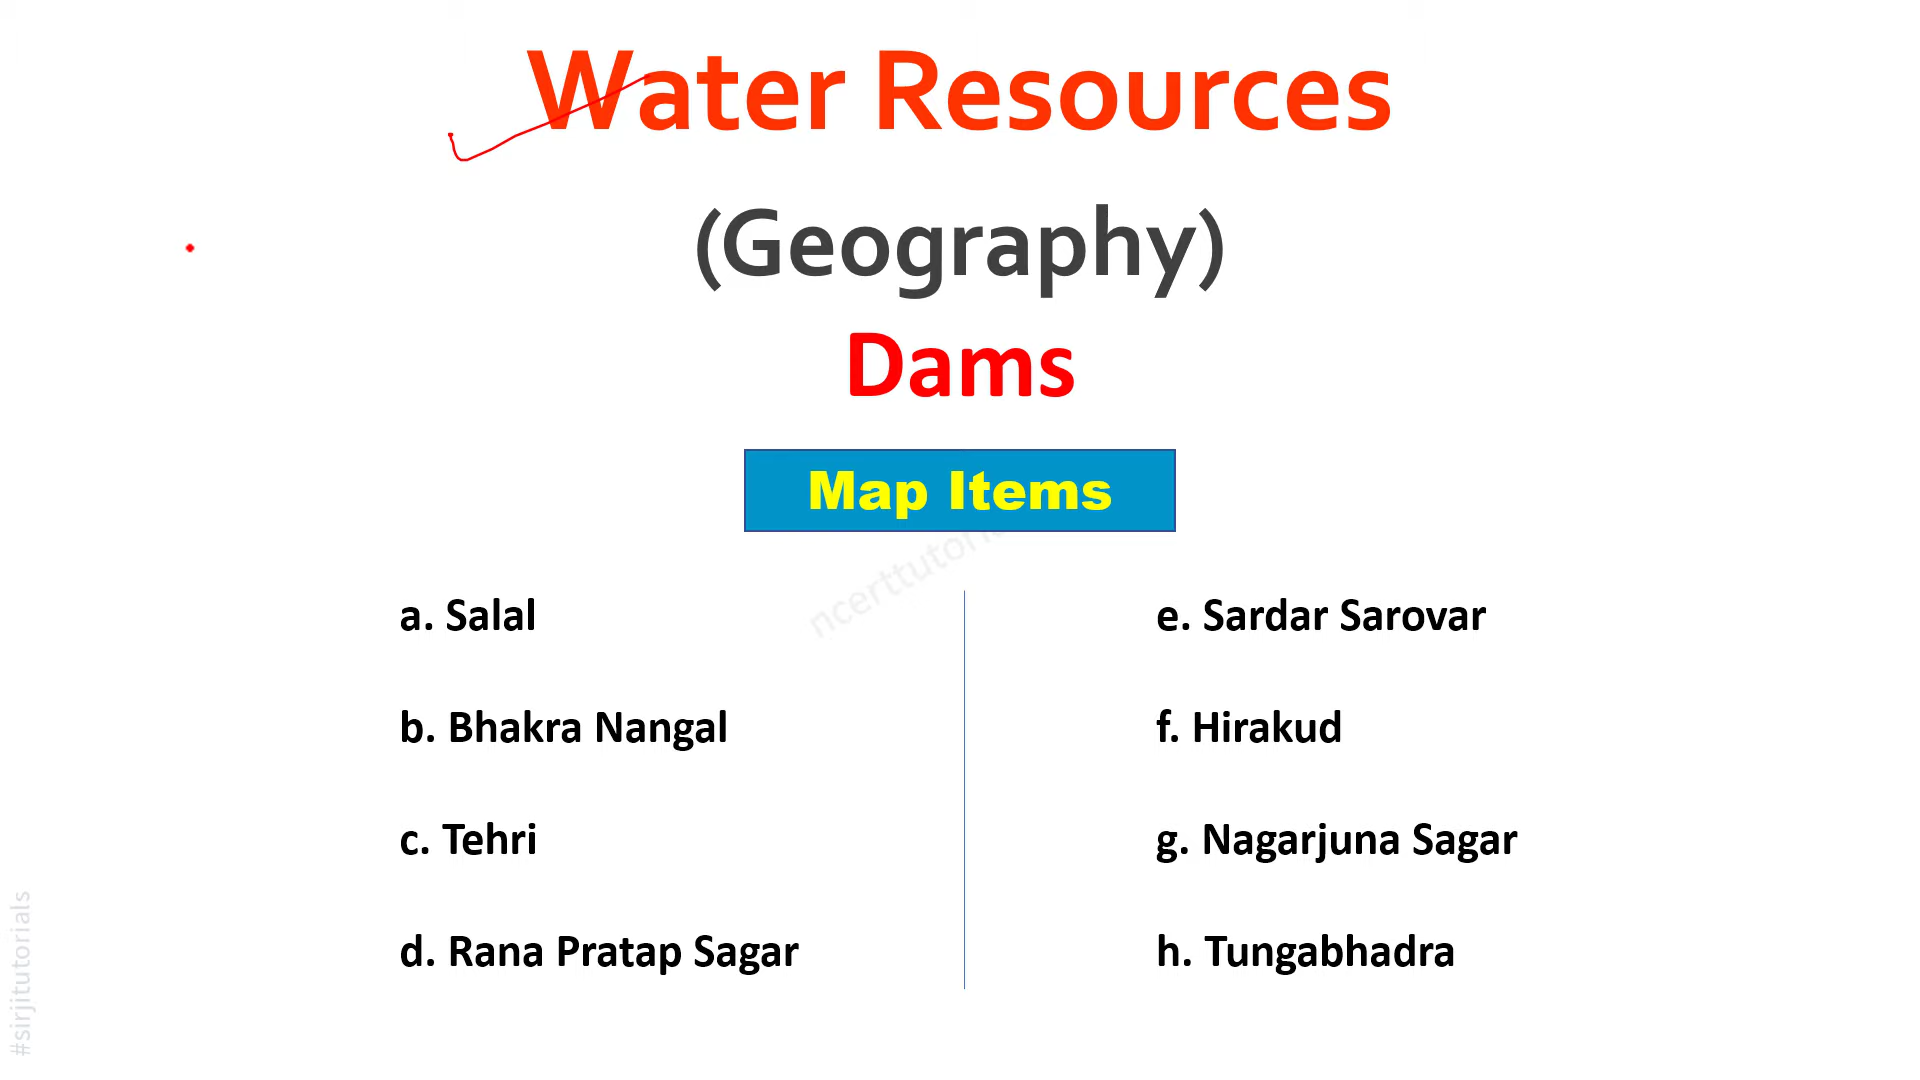 Water Resources
(Geography)
Dams
Map Items
ncerttutori
a. Salal
b. Bhakra Nangal
c. Tehri
d. Rana Pratap Sagar
e. Sardar Sarovar
f. Hirakud
g. Nagarjuna Sagar
h. Tungabhadra
#sirjitutorials